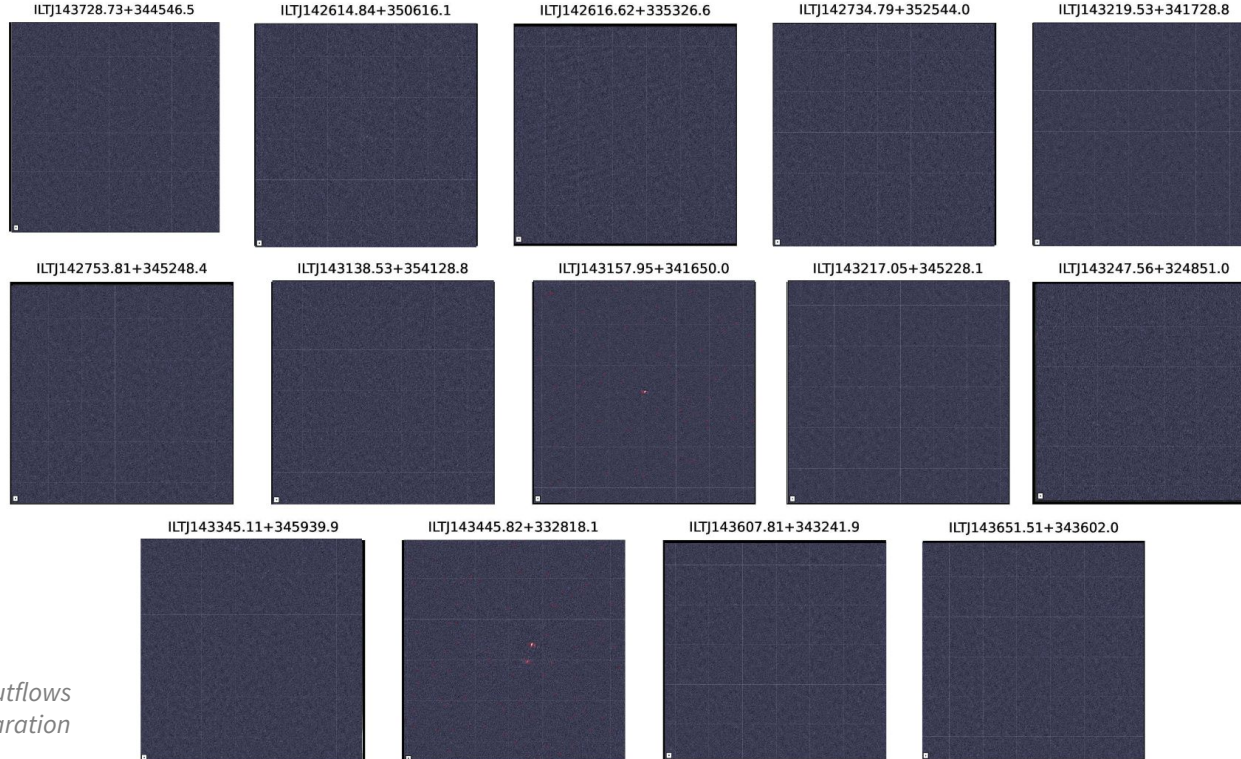 ILTJ143728.73+344546.5
ILTJ142614.84+350616.1
ILTJ142616.62+335326.6
ILTJ142734.79+352544.0
ILTJ143219.53+341728.8
ILTJ142753.81+345248.4
ILTJ143138.53+354128.8
ILTJ143157.95+341650.0
ILTJ143217.05+345228.1
ILTJ143247.56+324851.0
ILTJ143345.11+345939.9
ILTJ143445.82+332818.1
ILTJ143607.81+343241.9
ILTJ143651.51+343602.0
utflows
aration